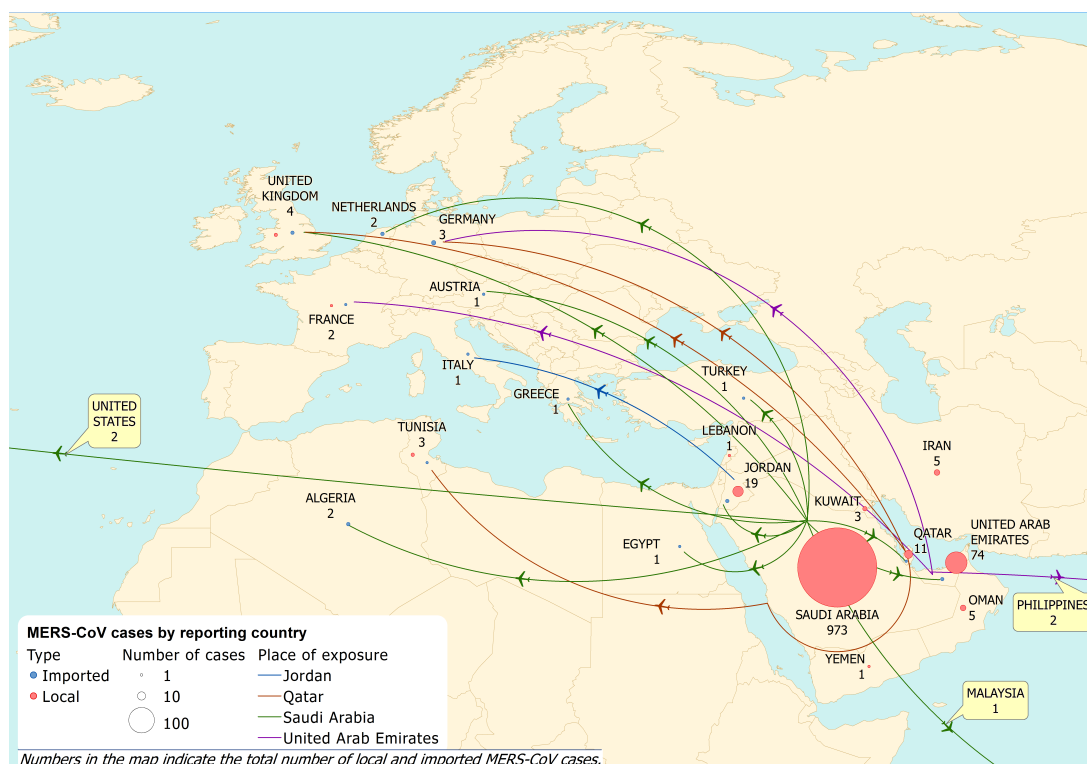 UNITED
KINGDOM
4
NETHERLANDS
2
GERMANY
3
AUSTRIA
1
FRANCE
2
ITALY
1
GREECE
1
TURKEY
1
UNITED
STATES
2
TUNISIA
3
LEBANON
1
JORDAN
19
IRAN
5
ALGERIA
2
KUWAIT
3
EGYPT
1
QATAR
11
UNITED ARAB
EMIRATES
74
SAUDI ARABIA
973
OMAN
5
PHILIPPINES
2
YEMEN
1
MALAYSIA
1
MERS-CoV cases by reporting country
Type Number of cases Place of exposure
Imported 1 Jordan
Local 10 Qatar
100 Saudi Arabia
United Arab Emirates
Numbers in the map indicate the total number of local and imported MERS-CoV cases.